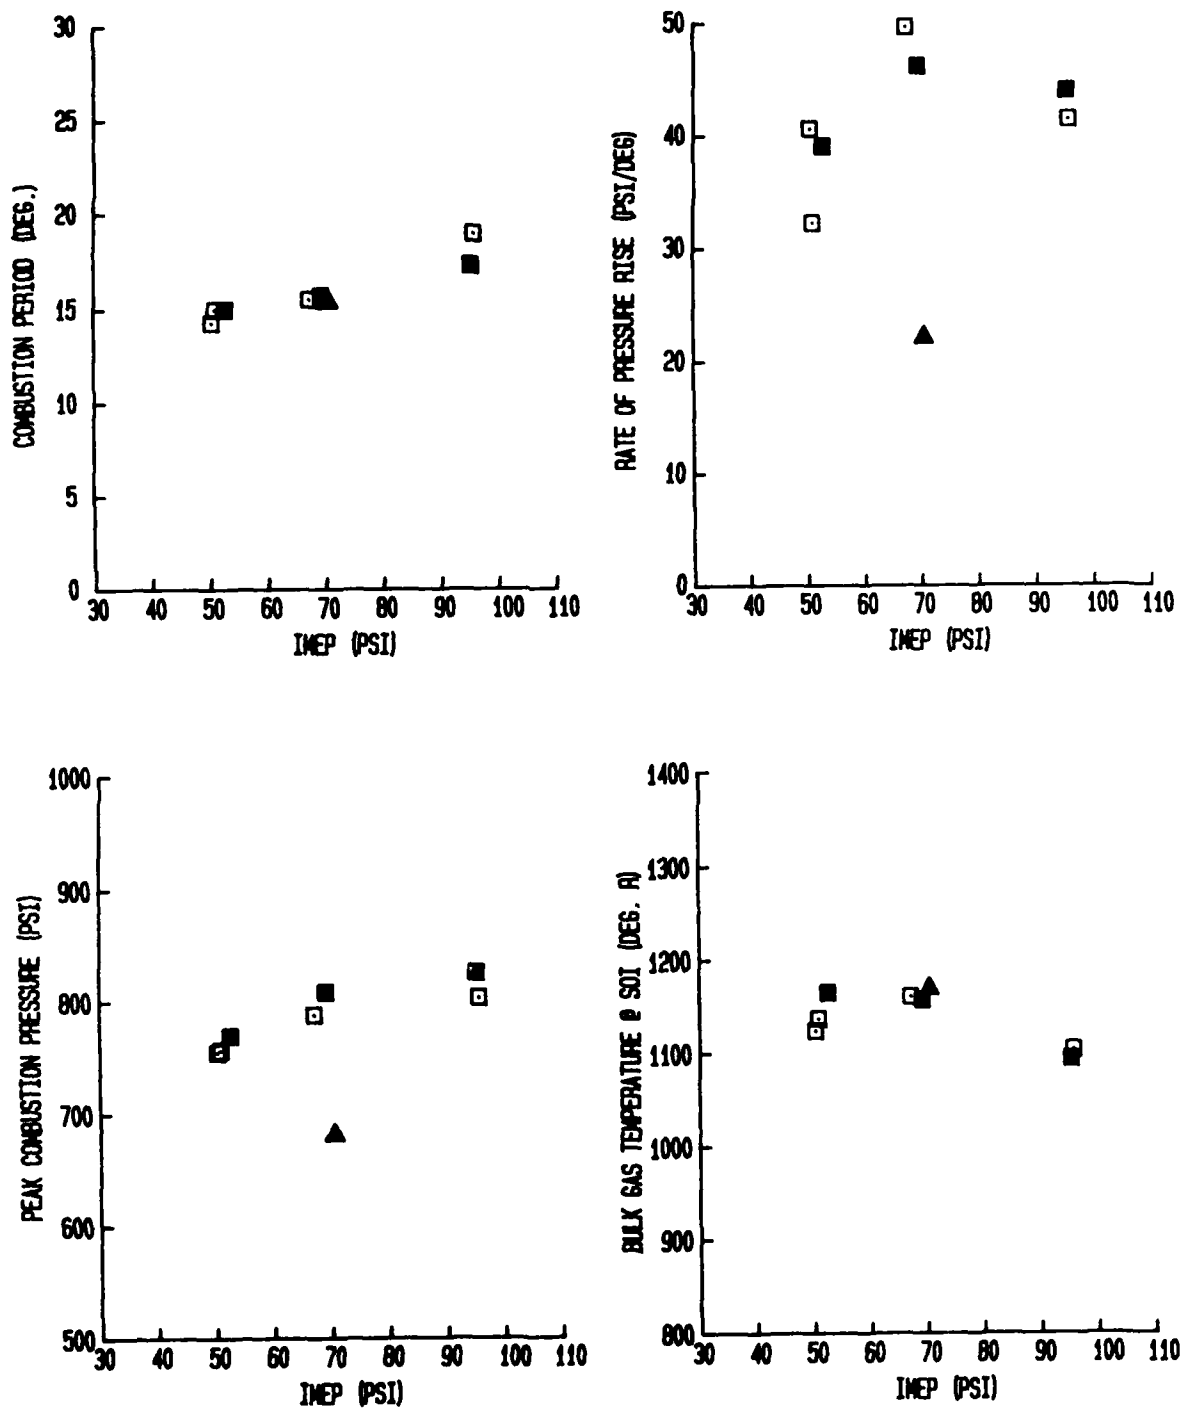 COMBUSTION PERIOD (DEG.)
30
25
20
15
10
5
0
30 40 50 60 70 80 90 100 110
IMEP (PSI)
RATE OF PRESSURE RISE (PSI/DEG)
50
40
30
20
10
0
30 40 50 60 70 80 90 100 110
IMEP (PSI)
PEAK COMBUSTION PRESSURE (PSI)
1000
900
800
700
600
500
30 40 50 60 70 80 90 100 110
IMEP (PSI)
BULK GAS TEMPERATURE @ SOI (DEG. R)
1400
1300
1200
1100
1000
900
800
30 40 50 60 70 80 90 100 110
IMEP (PSI)